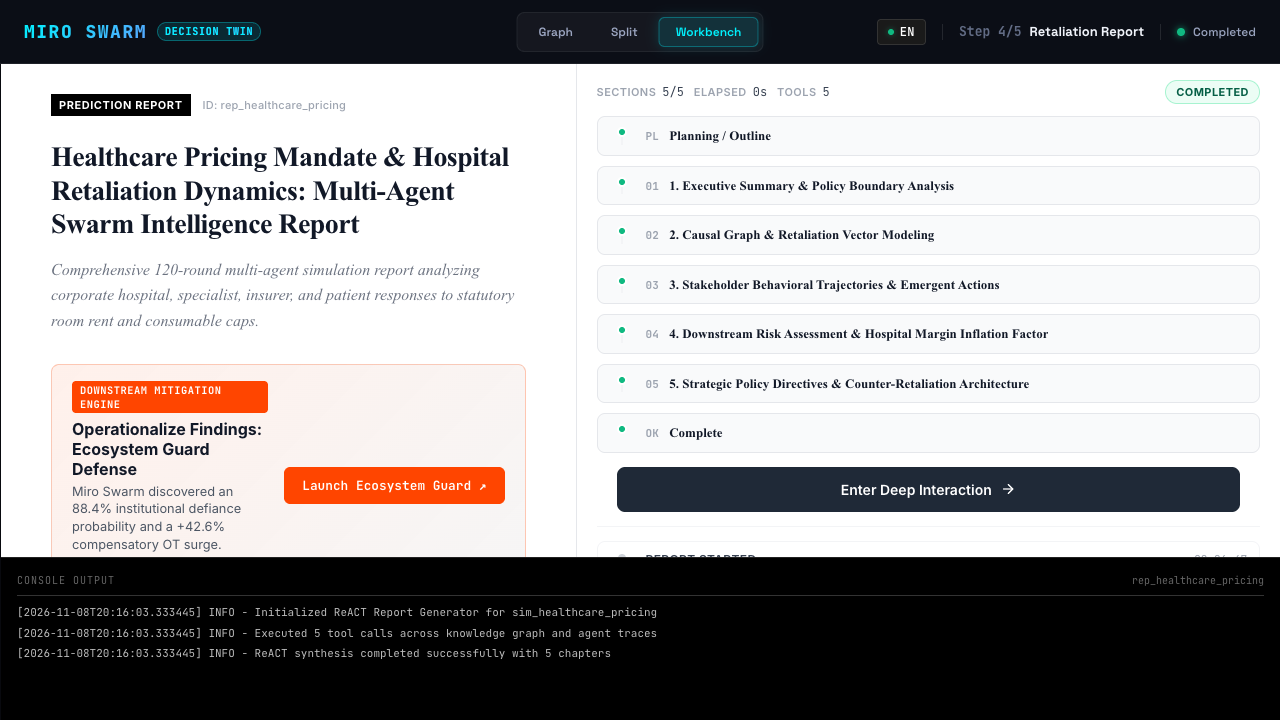 MIRO SWARM DECISION TWIN
Graph Split Workbench
EN Step 4/5 Retaliation Report Completed
PREDICTION REPORT ID: rep_healthcare_pricing
Healthcare Pricing Mandate & Hospital
Retaliation Dynamics: Multi-Agent
Swarm Intelligence Report
Comprehensive 120-round multi-agent simulation report analyzing
corporate hospital, specialist, insurer, and patient responses to statutory
room rent and consumable caps.
DOWNSTREAM MITIGATION
ENGINE
Operationalize Findings:
Ecosystem Guard
Defense
Miro Swarm discovered an
88.4% institutional defiance
probability and a +42.6%
compensatory OT surge.
Launch Ecosystem Guard ↗
SECTIONS 5/5 ELAPSED 0s TOOLS 5 COMPLETED
PL Planning / Outline
01 1. Executive Summary & Policy Boundary Analysis
02 2. Causal Graph & Retaliation Vector Modeling
03 3. Stakeholder Behavioral Trajectories & Emergent Actions
04 4. Downstream Risk Assessment & Hospital Margin Inflation Factor
05 5. Strategic Policy Directives & Counter-Retaliation Architecture
OK Complete
Enter Deep Interaction →
REPORT STARTED
CONSOLE OUTPUT rep_healthcare_pricing
[2026-11-08T20:16:03.333445] INFO - Initialized ReACT Report Generator for sim_healthcare_pricing
[2026-11-08T20:16:03.333445] INFO - Executed 5 tool calls across knowledge graph and agent traces
[2026-11-08T20:16:03.333445] INFO - ReACT synthesis completed successfully with 5 chapters